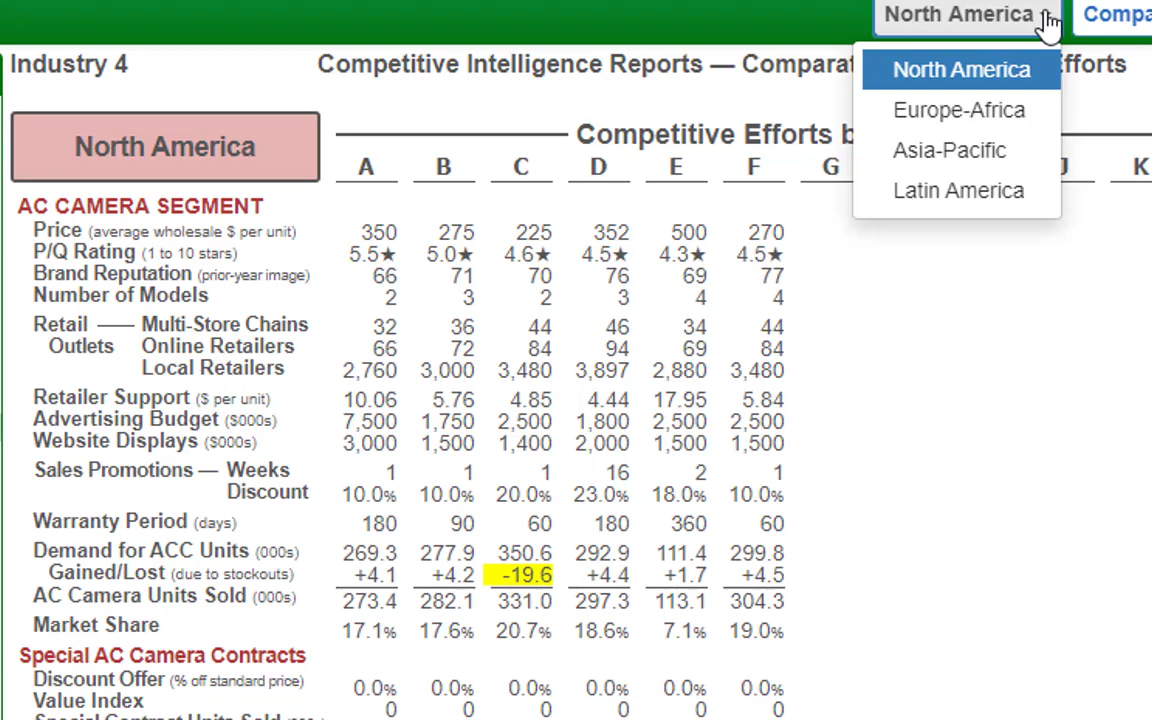 North America
Compa
Industry 4
Competitive Intelligence Reports — Comparat
fforts
North America
Europe-Africa
Asia-Pacific
Latin America
North America
Competitive Efforts b
A B C D E F G J K
AC CAMERA SEGMENT
Price (average wholesale $ per unit) 350 275 225 352 500 270
P/Q Rating (1 to 10 stars) 5.5★ 5.0★ 4.6★ 4.5★ 4.3★ 4.5★
Brand Reputation (prior-year image) 66 71 70 76 69 77
Number of Models 2 3 2 3 4 4
Retail —— Multi-Store Chains 32 36 44 46 34 44
Outlets Online Retailers 66 72 84 94 69 84
Local Retailers 2,760 3,000 3,480 3,897 2,880 3,480
Retailer Support ($ per unit) 10.06 5.76 4.85 4.44 17.95 5.84
Advertising Budget ($000s) 7,500 1,750 2,500 1,800 2,500 2,500
Website Displays ($000s) 3,000 1,500 1,400 2,000 1,500 1,500
Sales Promotions — Weeks 1 1 1 16 2 1
Discount 10.0% 10.0% 20.0% 23.0% 18.0% 10.0%
Warranty Period (days) 180 90 60 180 360 60
Demand for ACC Units (000s) 269.3 277.9 350.6 292.9 111.4 299.8
Gained/Lost (due to stockouts) +4.1 +4.2 -19.6 +4.4 +1.7 +4.5
AC Camera Units Sold (000s) 273.4 282.1 331.0 297.3 113.1 304.3
Market Share 17.1% 17.6% 20.7% 18.6% 7.1% 19.0%
Special AC Camera Contracts
Discount Offer (% off standard price) 0.0% 0.0% 0.0% 0.0% 0.0% 0.0%
Value Index 0 0 0 0 0 0
Special Contract Units Sold